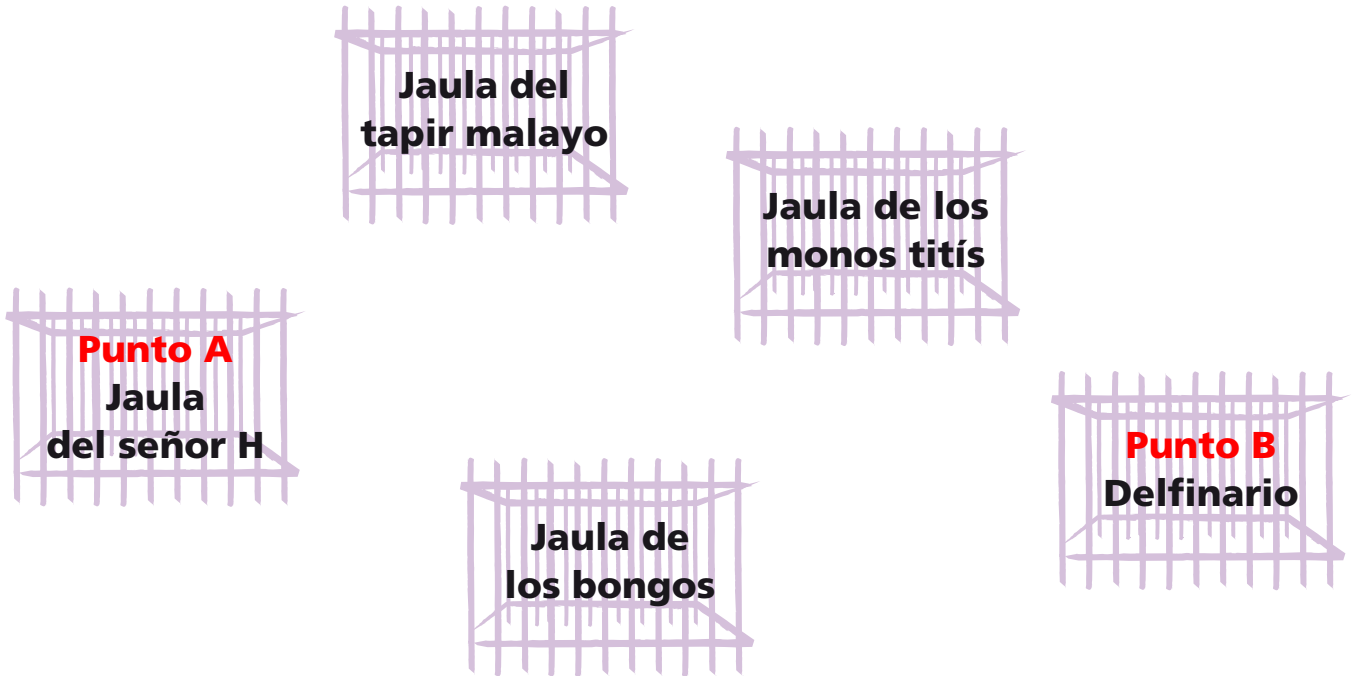 Jaula del
tapir malayo
Jaula de los
monos titís
Punto A
Jaula
del señor H
Punto B
Delfinario
Jaula de
los bongos